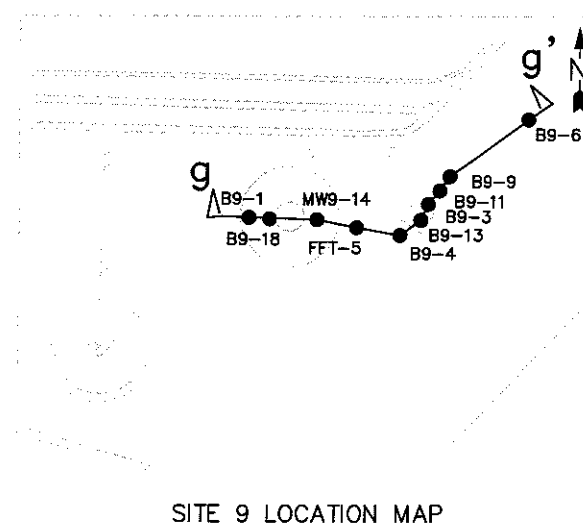 g'
N
B9-6
g
B9-1
MW9-14
B9-9
B9-11
B9-3
B9-13
B9-18
FFT-5
B9-4
SITE 9 LOCATION MAP